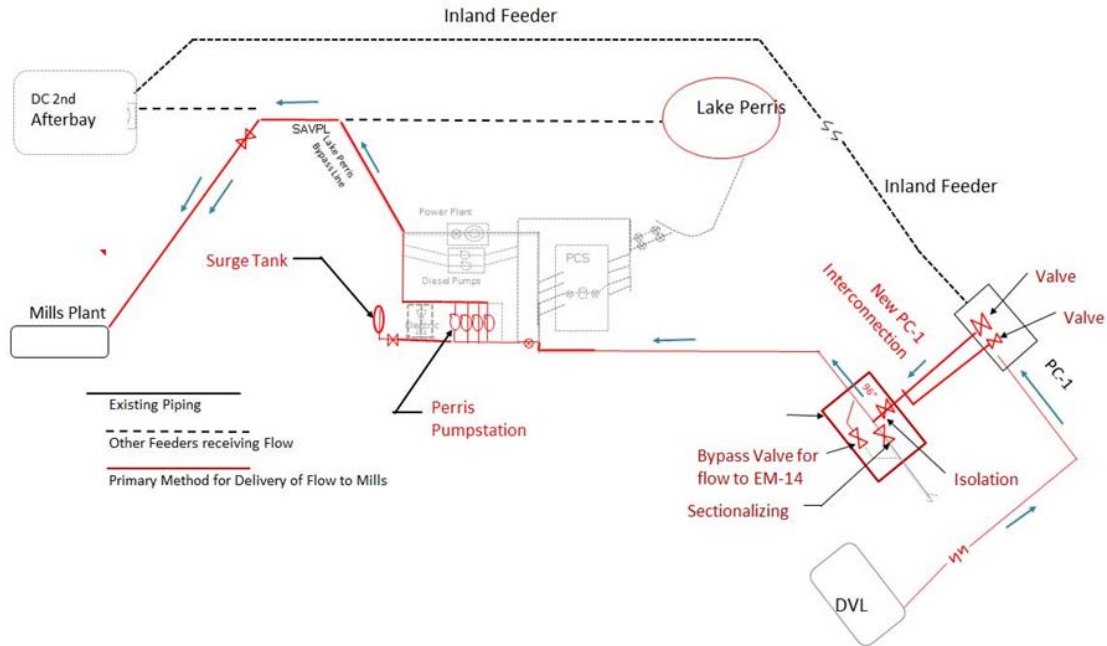 Inland Feeder
DC 2nd
Afterbay
Lake Perris
SAVPL
Lake Perris
Bypass Line
Inland Feeder
Power Plant
PCS
Surge Tank
Diesel Pumps
New PC-1
Interconnection
Valve
Valve
Mills Plant
Electric
PC-1
96"
Existing Piping
Perris
Pumpstation
Other Feeders receiving Flow
Bypass Valve for
flow to EM-14
Isolation
Primary Method for Delivery of Flow to Mills
Sectionalizing
DVL